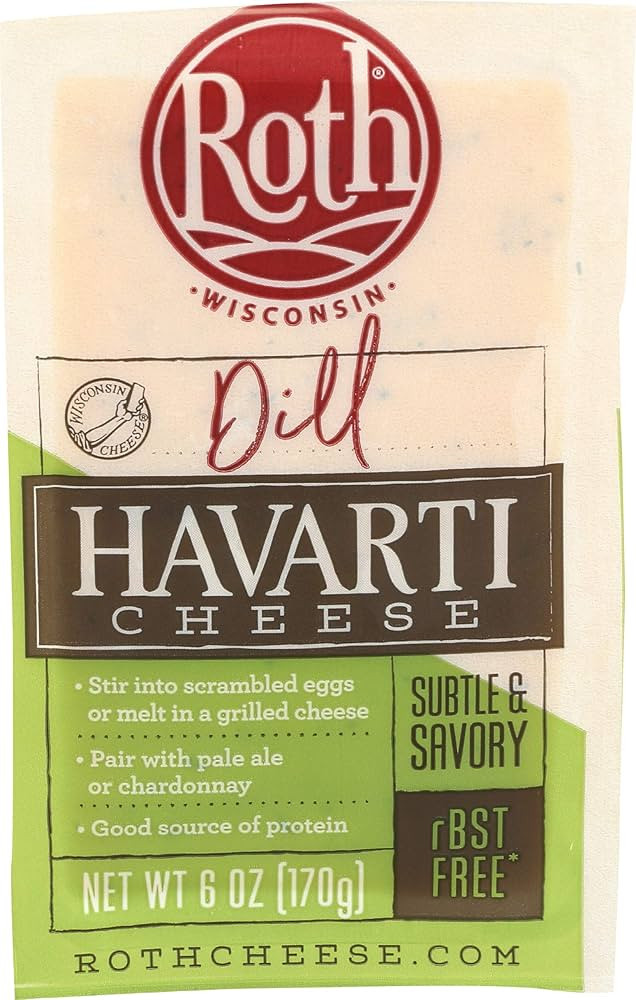 Roth®
•WISCONSIN•
Dill
WISCONSIN
CHEESE®
HAVARTI
CHEESE
• Stir into scrambled eggs
or melt in a grilled cheese
• Pair with pale ale
or chardonnay
• Good source of protein
SUBTLE &
SAVORY
rBST
FREE*
NET WT 6 OZ (170g)
ROTHCHEESE.COM